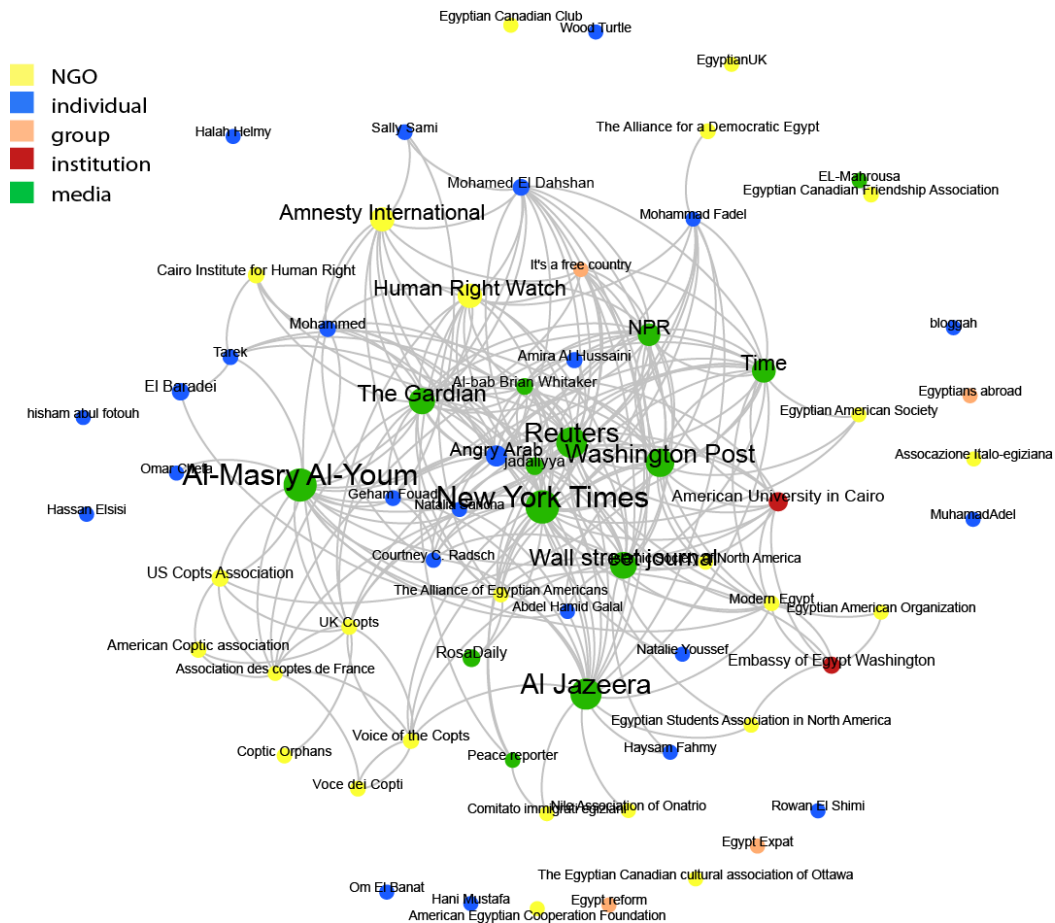 Egyptian Canadian Club
Wood Turtle
EgyptianUK
NGO
individual
group
institution
media
Halah Helmy
Sally Sami
The Alliance for a Democratic Egypt
EL-Mahrousa
Egyptian Canadian Friendship Association
Mohamed El Dahshan
Mohammad Fadel
Amnesty International
Cairo Institute for Human Right
It's a free country
Human Right Watch
Mohammed
NPR
bloggah
Tarek
Amira Al Hussaini
Time
El Baradei
Al-bab Brian Whitaker
The Gardian
Egyptians abroad
hisham abul fotouh
Egyptian American Society
Reuters
Angry Arab
Washington Post
Assocazione Italo-egiziana
jadaliyya
Omar Cheta
Al-Masry Al-Youm
New York Times
American University in Cairo
Geham Fouad
Natalia Sancha
Hassan Elsisi
MuhamadAdel
Courtney C. Radsch
Wall street journal
Society of North America
US Copts Association
The Alliance of Egyptian Americans
Modern Egypt
Abdel Hamid Galal
Egyptian American Organization
UK Copts
American Coptic association
RosaDaily
Natalie Youssef
Embassy of Egypt Washington
Association des coptes de France
Al Jazeera
Egyptian Students Association in North America
Voice of the Copts
Coptic Orphans
Peace reporter
Haysam Fahmy
Voce dei Copti
Comitato immigrati egiziani
Nile Association of Onatrio
Rowan El Shimi
Egypt Expat
The Egyptian Canadian cultural association of Ottawa
Om El Banat
Hani Mustafa
Egypt reform
American Egyptian Cooperation Foundation